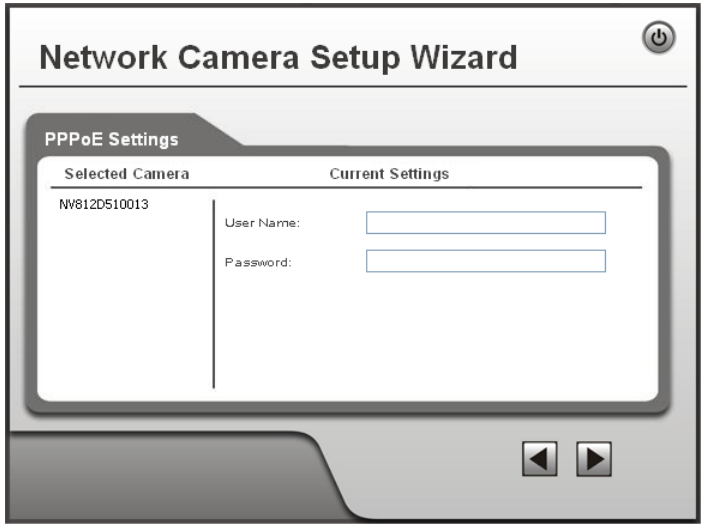 Network Camera Setup Wizard
PPPoE Settings
Selected Camera
Current Settings
NV812D510013
User Name:
Password: